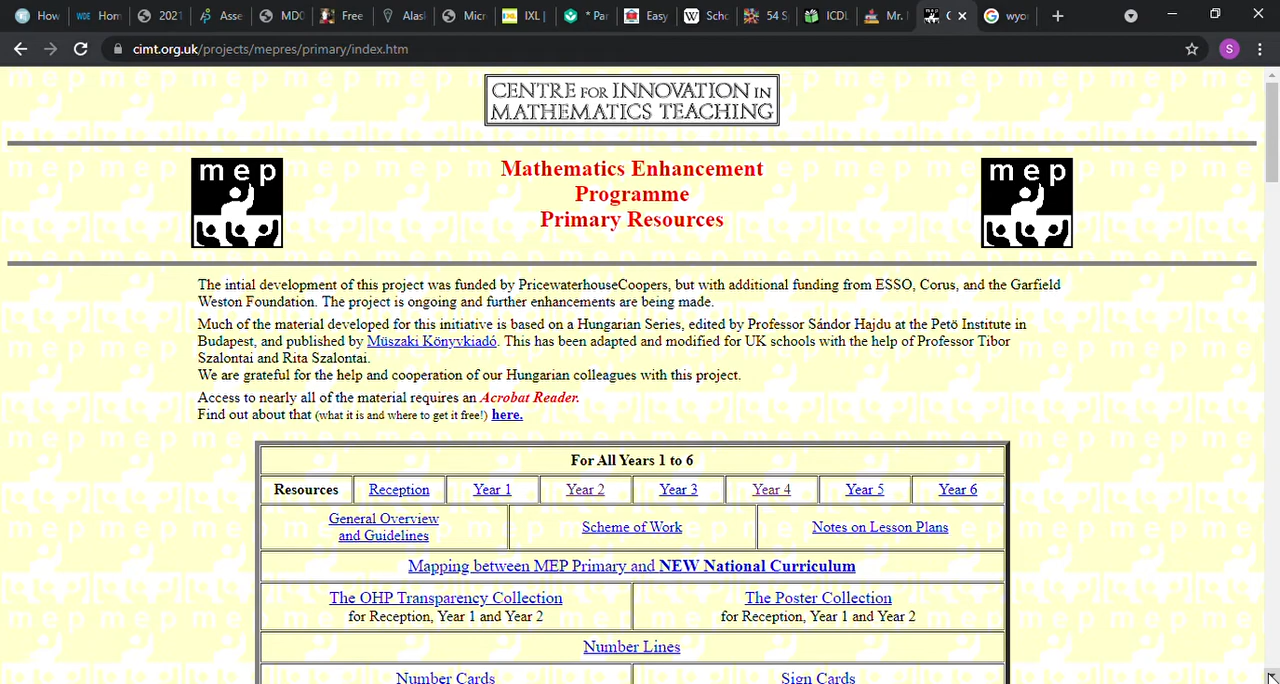 How
WDE Hom
2021
Asse
MDO
Free
Alas
Micr
IXL |
* Par
Easy
W Scho
54 S
ICDL
Mr.
C
G wyo
cimt.org.uk/projects/mepres/primary/index.htm
S
CENTRE FOR INNOVATION IN
MATHEMATICS TEACHING
mep
Mathematics Enhancement
Programme
Primary Resources
mep
The intial development of this project was funded by PricewaterhouseCoopers, but with additional funding from ESSO, Corus, and the Garfield
Weston Foundation. The project is ongoing and further enhancements are being made.
Much of the material developed for this initiative is based on a Hungarian Series, edited by Professor Sándor Hajdu at the Petö Institute in
Budapest, and published by Müszaki Könyvkiadó. This has been adapted and modified for UK schools with the help of Professor Tibor
Szalontai and Rita Szalontai.
We are grateful for the help and cooperation of our Hungarian colleagues with this project.
Access to nearly all of the material requires an Acrobat Reader.
Find out about that (what it is and where to get it free!) here.
For All Years 1 to 6
Resources Reception Year 1 Year 2 Year 3 Year 4 Year 5 Year 6
General Overview
and Guidelines
Scheme of Work
Notes on Lesson Plans
Mapping between MEP Primary and NEW National Curriculum
The OHP Transparency Collection
for Reception, Year 1 and Year 2
The Poster Collection
for Reception, Year 1 and Year 2
Number Lines
Number Cards
Sign Cards